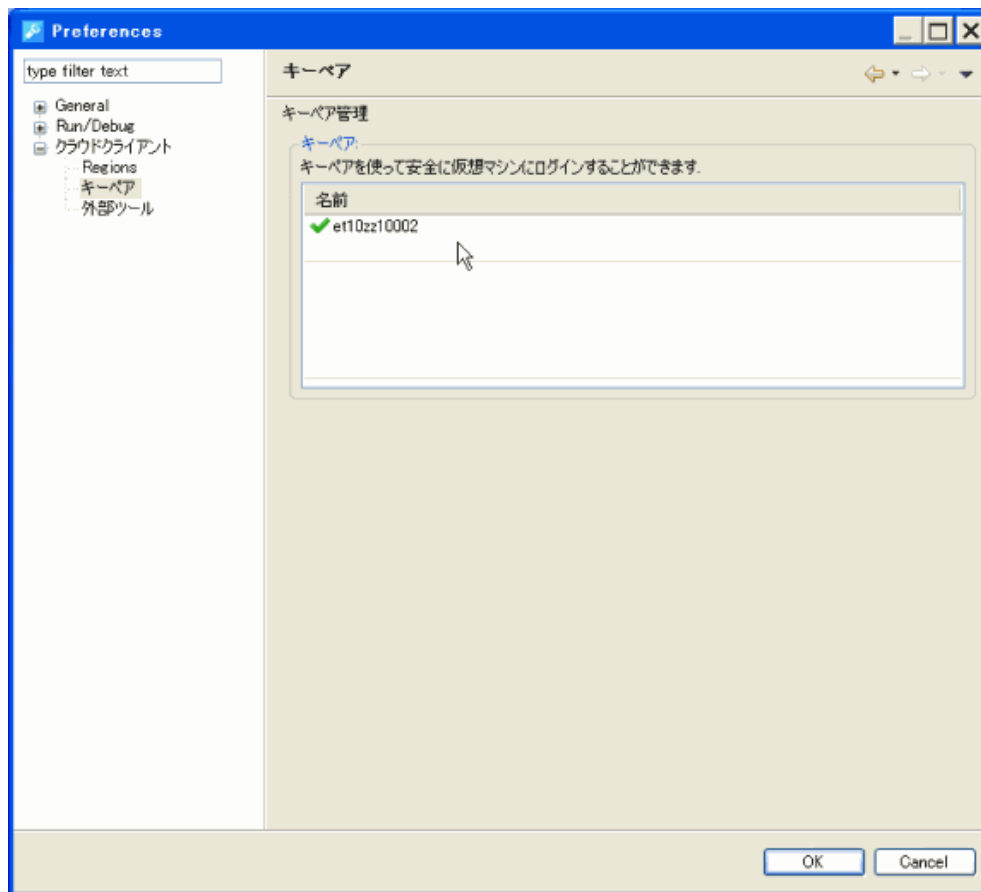 Preferences
type filter text
General
Run/Debug
クラウドクライアント
Regions
キーペア
外部ツール
キーペア
キーペア管理
キーペア:
キーペアを使って安全に仮想マシンにログインすることができます.
名前
et10zz10002
OK
Cancel